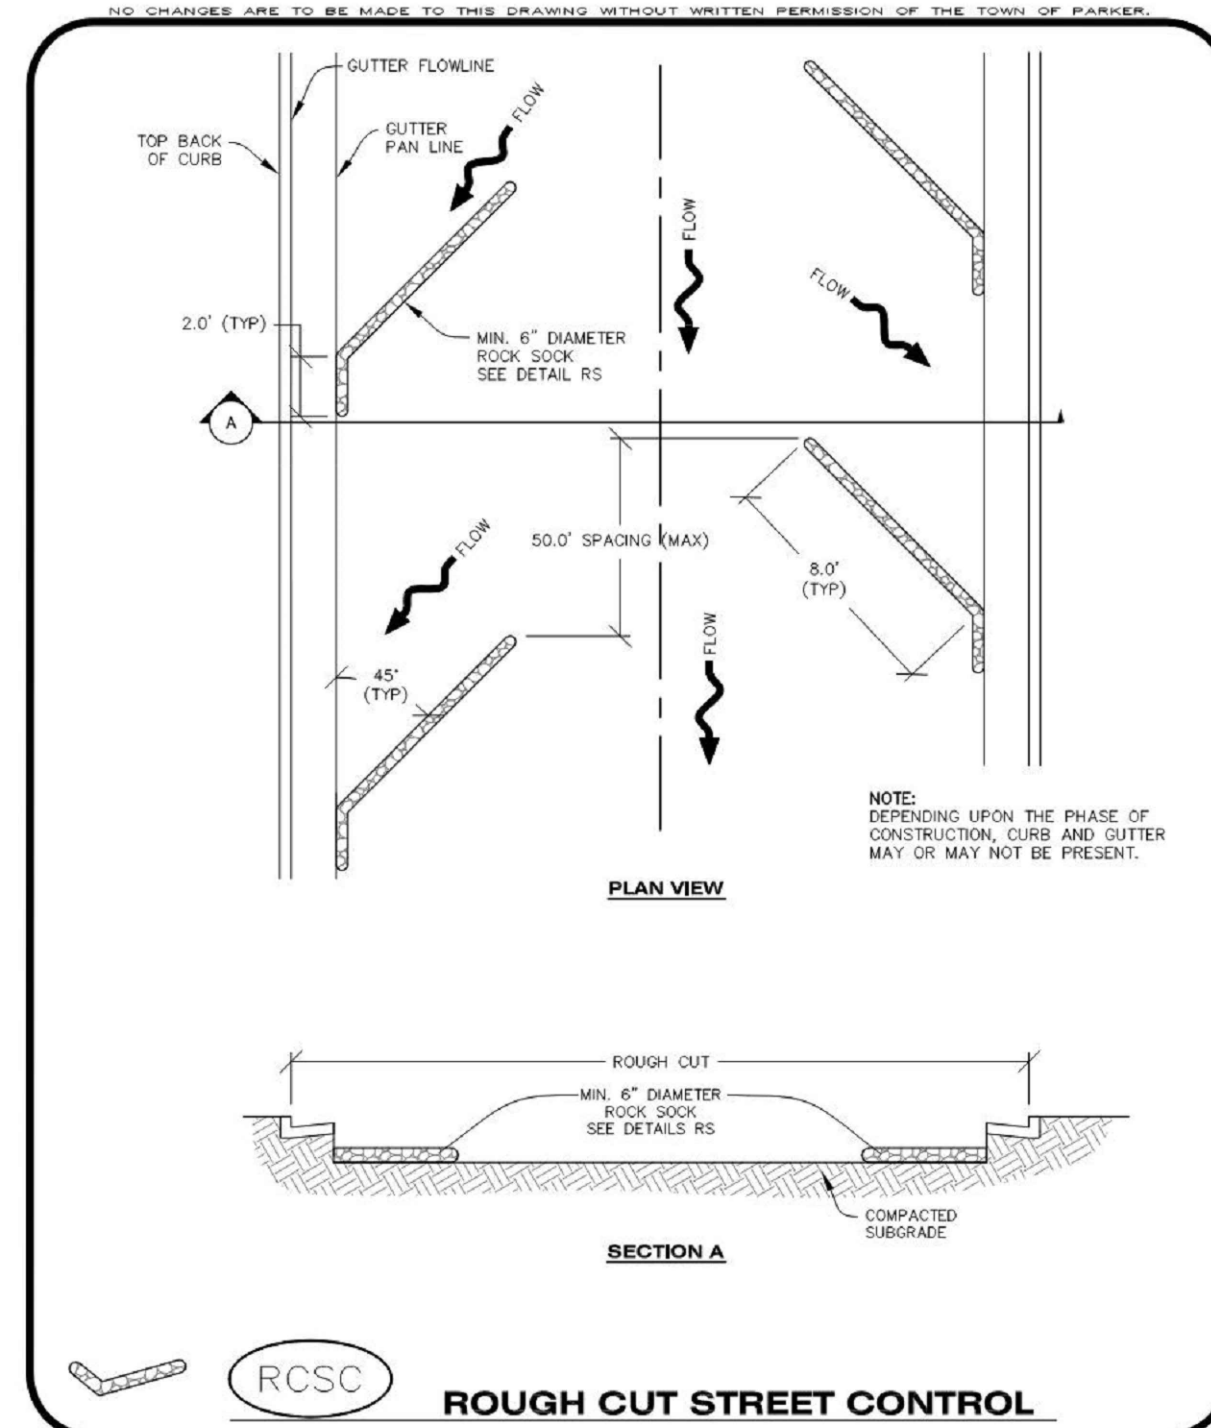 NO CHANGES ARE TO BE MADE TO THIS DRAWING WITHOUT WRITTEN PERMISSION OF THE TOWN OF PARKER.
GUTTER FLOWLINE
FLOW
TOP BACK
OF CURB
GUTTER
PAN LINE
FLOW
FLOW
2.0' (TYP)
MIN. 6" DIAMETER
ROCK SOCK
SEE DETAIL RS
A
FLOW
50.0' SPACING (MAX)
8.0'
(TYP)
FLOW
45°
(TYP)
NOTE:
DEPENDING UPON THE PHASE OF
CONSTRUCTION, CURB AND GUTTER
MAY OR MAY NOT BE PRESENT.
PLAN VIEW
ROUGH CUT
MIN. 6" DIAMETER
ROCK SOCK
SEE DETAILS RS
COMPACTED
SUBGRADE
SECTION A
RCSC
ROUGH CUT STREET CONTROL